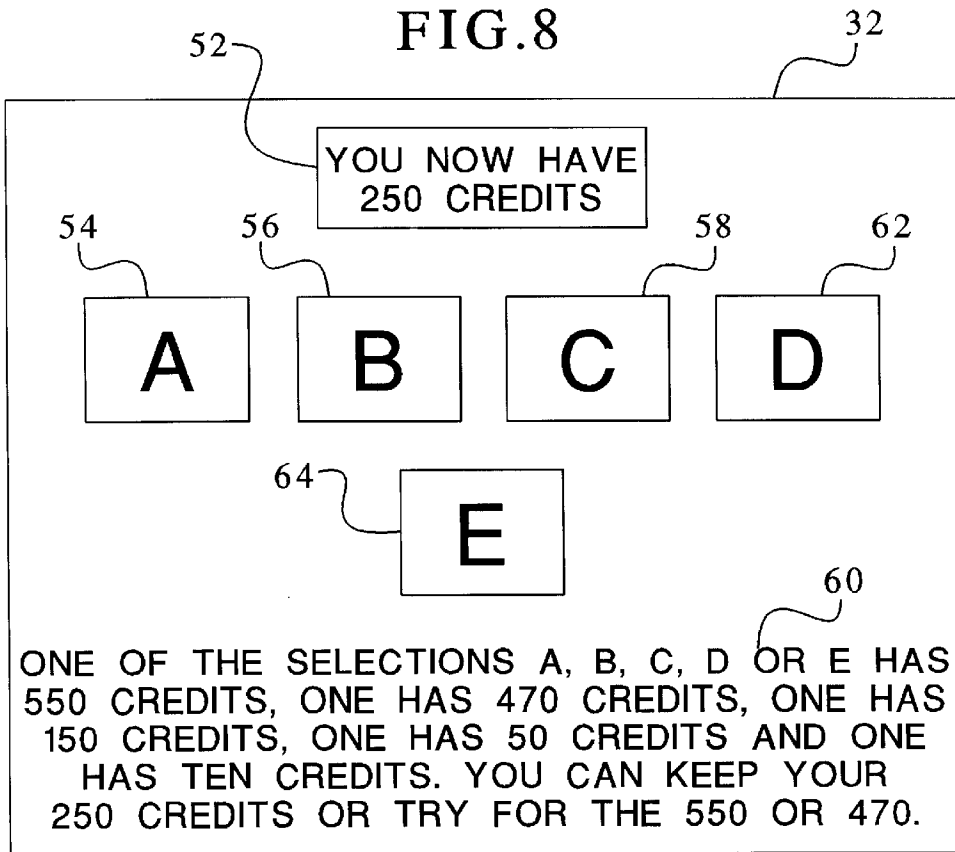 FIG.8
52
32
YOU NOW HAVE
250 CREDITS
54
56
58
62
A
B
C
D
64
E
60
ONE OF THE SELECTIONS A, B, C, D OR E HAS
550 CREDITS, ONE HAS 470 CREDITS, ONE HAS
150 CREDITS, ONE HAS 50 CREDITS AND ONE
HAS TEN CREDITS. YOU CAN KEEP YOUR
250 CREDITS OR TRY FOR THE 550 OR 470.